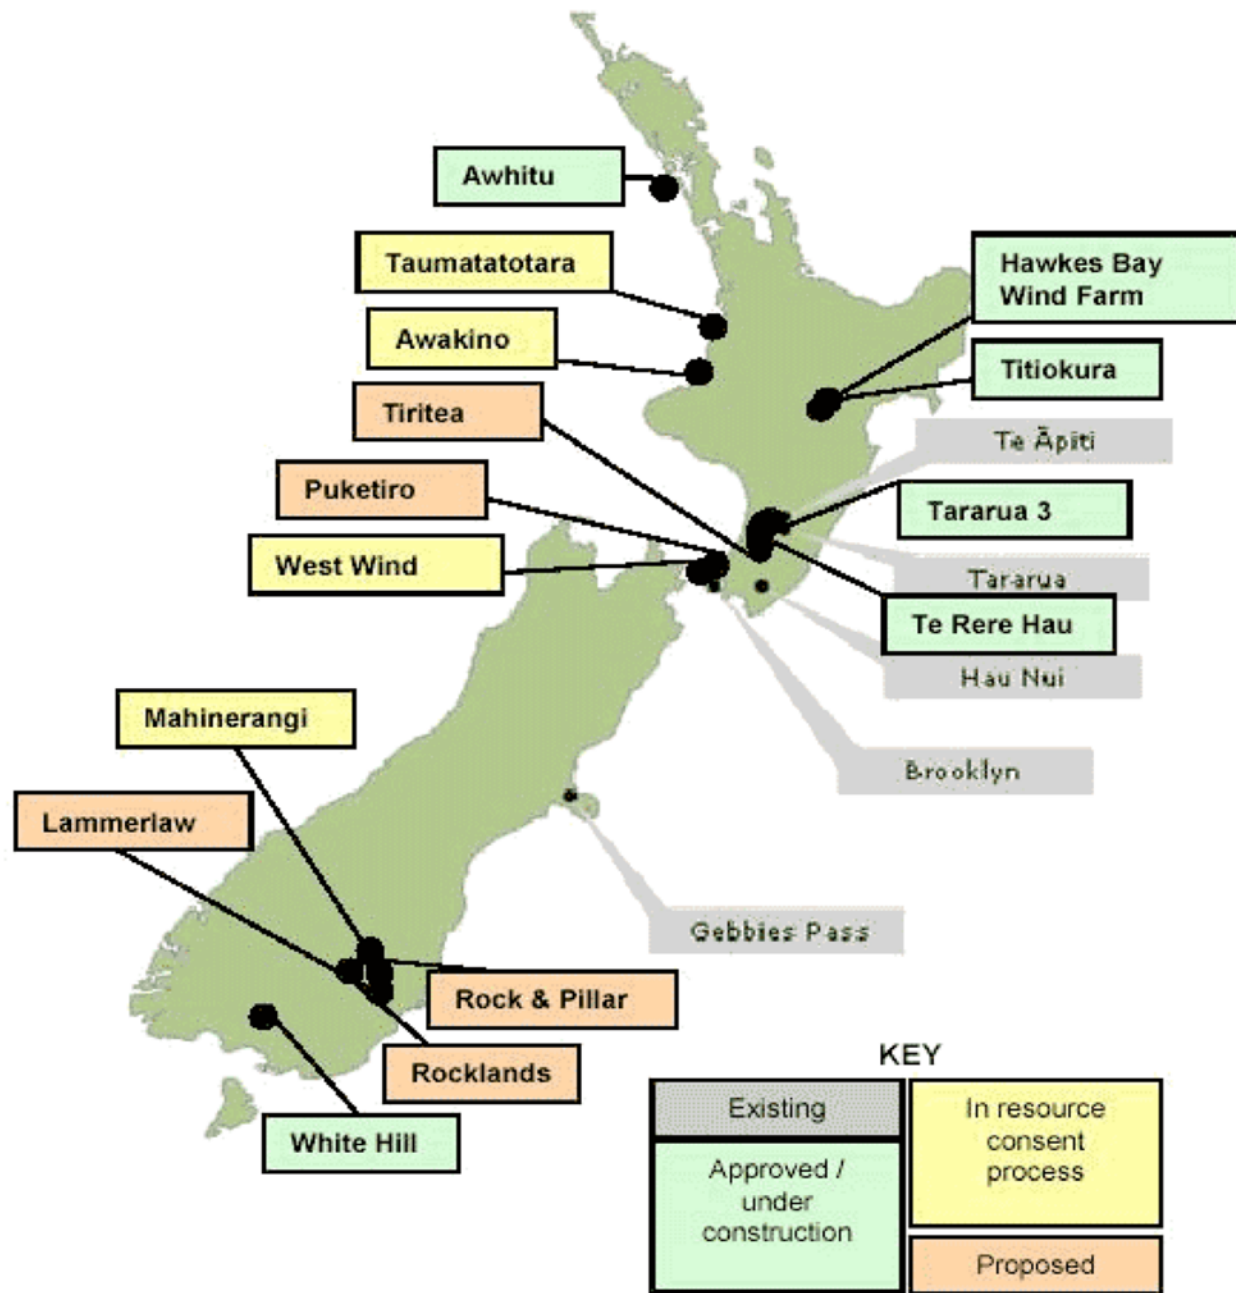 Awhitu
Taumatatotara
Hawkes Bay
Wind Farm
Awakino
Titiokura
Tiritea
Te Āpiti
Puketiro
Tararua 3
West Wind
Tararua
Te Rere Hau
Hau Nui
Mahinerangi
Brooklyn
Lammerlaw
Gebbies Pass
Rock & Pillar
Rocklands
White Hill
KEY
Existing
Approved /
under
construction
In resource
consent
process
Proposed